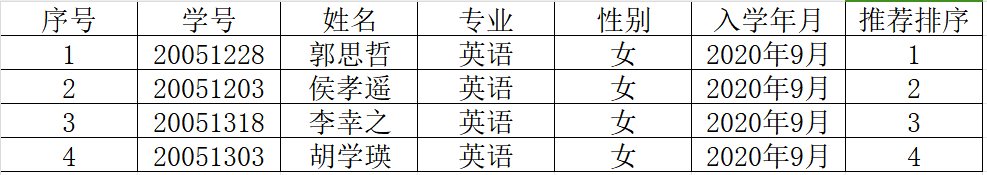 序号 学号 姓名 专业 性别 入学年月 推荐排序
1 20051228 郭思哲 英语 女 2020年9月 1
2 20051203 侯孝遥 英语 女 2020年9月 2
3 20051318 李幸之 英语 女 2020年9月 3
4 20051303 胡学瑛 英语 女 2020年9月 4